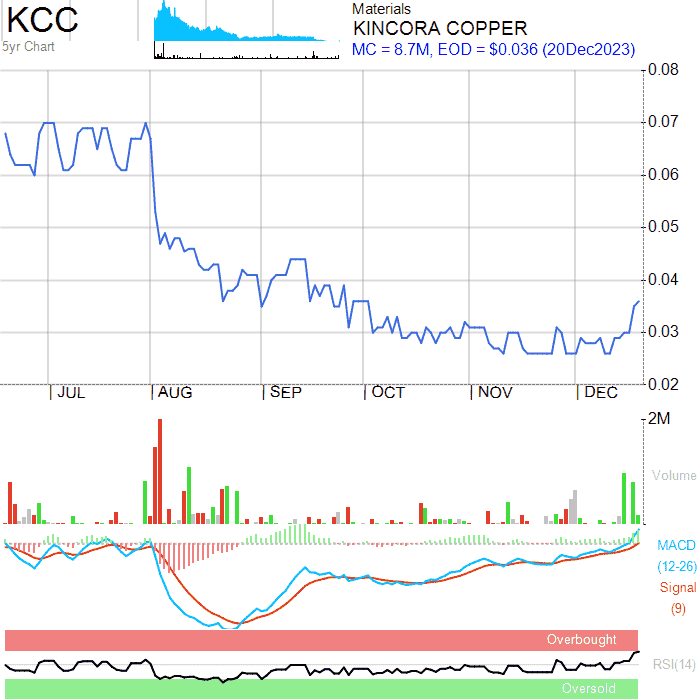 KCC
5yr Chart
Materials
KINCORA COPPER
MC = 8.7M, EOD = $0.036 (20Dec2023)
0.08
0.07
0.06
0.05
0.04
0.03
0.02
JUL AUG SEP OCT NOV DEC
2M
Volume
MACD
(12-26)
Signal
(9)
Overbought
RSI(14)
Oversold